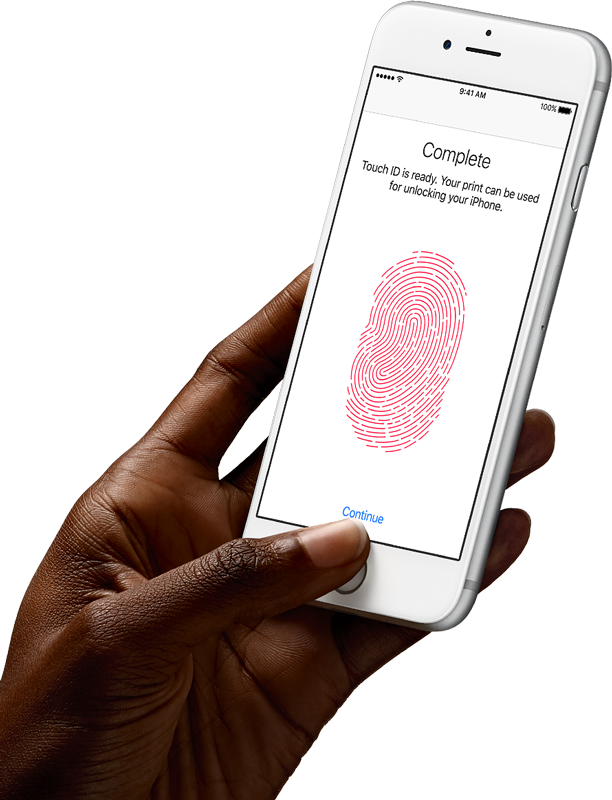 9:41 AM
100%
Complete
Touch ID is ready. Your print can be used
for unlocking your iPhone.
Continue